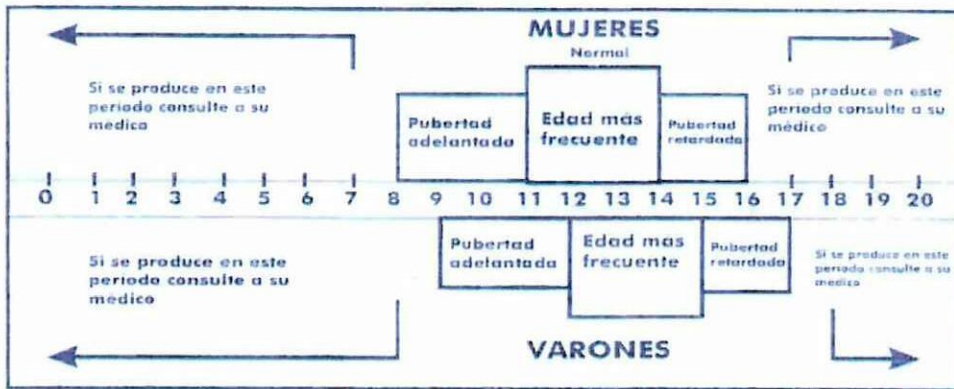 MUJERES
Normal
Si se produce en este
período consulte a su
médico
Pubertad
adelantada
Edad más
frecuente
Pubertad
retardada
Si se produce en este
período consulte a su
médico
0 1 2 3 4 5 6 7 8 9 10 11 12 13 14 15 16 17 18 19 20
Si se produce en este
período consulte a su
médico
Pubertad
adelantada
Edad mas
frecuente
Pubertad
retardada
Si se produce en este
período consulte a su
médico
VARONES